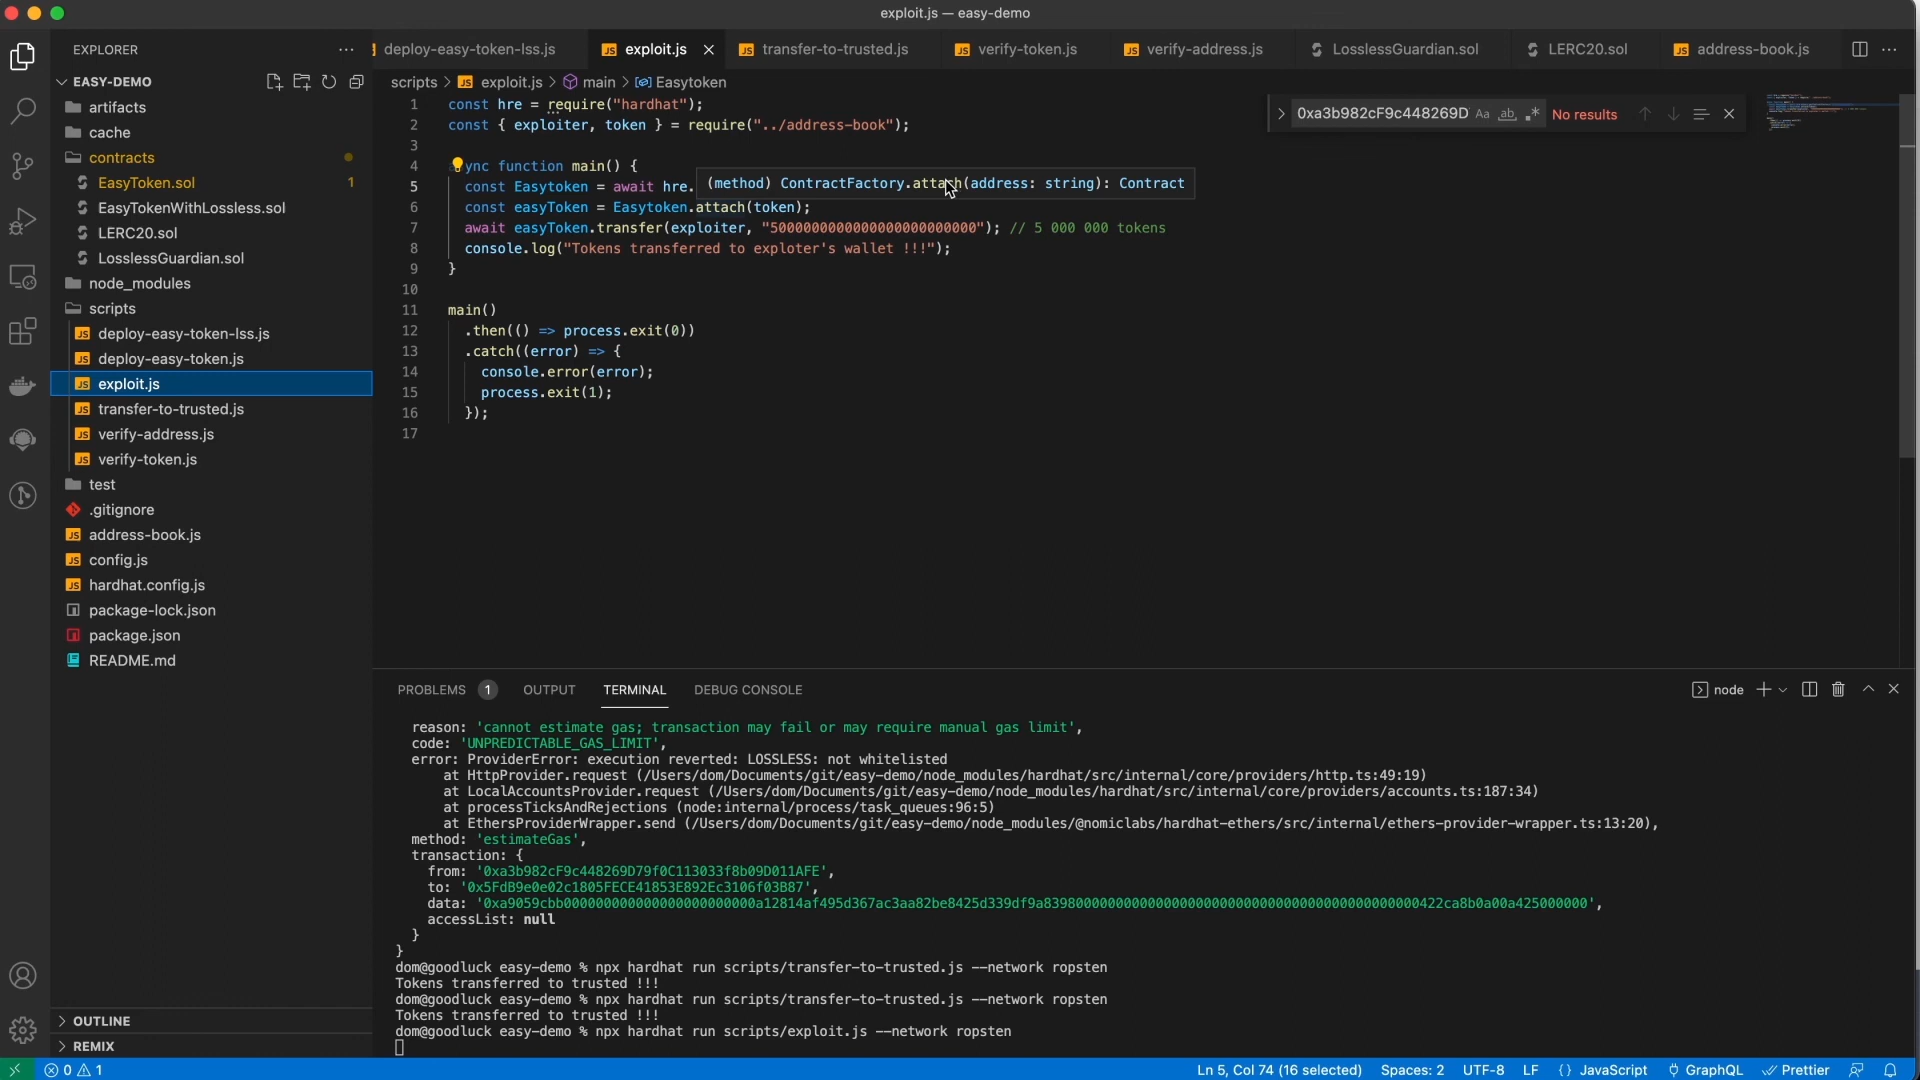 exploit.js — easy-demo
EXPLORER
deploy-easy-token-lss.js
exploit.js
transfer-to-trusted.js
verify-token.js
verify-address.js
LosslessGuardian.sol
LERC20.sol
address-book.js
scripts > JS exploit.js > main > Easytoken
EASY-DEMO
artifacts
cache
contracts
EasyToken.sol 1
EasyTokenWithLossless.sol
LERC20.sol
LosslessGuardian.sol
node_modules
scripts
JS deploy-easy-token-lss.js
JS deploy-easy-token.js
JS exploit.js
JS transfer-to-trusted.js
JS verify-address.js
JS verify-token.js
test
.gitignore
JS address-book.js
JS config.js
JS hardhat.config.js
package-lock.json
package.json
README.md
OUTLINE
REMIX
1 const hre = require("hardhat");
2 const { exploiter, token } = require("../address-book");
3
4 ync function main() {
5 const Easytoken = await hre.
(method) ContractFactory.attach(address: string): Contract
6 const easyToken = Easytoken.attach(token);
7 await easyToken.transfer(exploiter, "5000000000000000000000000"); // 5 000 000 tokens
8 console.log("Tokens transferred to exploter's wallet !!!");
9 }
10
11 main()
12 .then(() => process.exit(0))
13 .catch((error) => {
14 console.error(error);
15 process.exit(1);
16 });
17
0xa3b982cF9c448269D Aa ab .* No results
PROBLEMS 1 OUTPUT TERMINAL DEBUG CONSOLE
node
reason: 'cannot estimate gas; transaction may fail or may require manual gas limit',
code: 'UNPREDICTABLE_GAS_LIMIT',
error: ProviderError: execution reverted: LOSSLESS: not whitelisted
at HttpProvider.request (/Users/dom/Documents/git/easy-demo/node_modules/hardhat/src/internal/core/providers/http.ts:49:19)
at LocalAccountsProvider.request (/Users/dom/Documents/git/easy-demo/node_modules/hardhat/src/internal/core/providers/accounts.ts:187:34)
at processTicksAndRejections (node:internal/process/task_queues:96:5)
at EthersProviderWrapper.send (/Users/dom/Documents/git/easy-demo/node_modules/@nomiclabs/hardhat-ethers/src/internal/ethers-provider-wrapper.ts:13:20),
method: 'estimateGas',
transaction: {
from: '0xa3b982cF9c448269D79f0C113033f8b09D011AFE',
to: '0x5FdB9e0e02c1805FECE41853E892Ec3106f03B87',
data: '0xa9059cbb000000000000000000000000a12814af495d367ac3aa82be8425d339df9a8398000000000000000000000000000000000000000000422ca8b0a00a425000000',
accessList: null
}
}
dom@goodluck easy-demo % npx hardhat run scripts/transfer-to-trusted.js --network ropsten
Tokens transferred to trusted !!!
dom@goodluck easy-demo % npx hardhat run scripts/transfer-to-trusted.js --network ropsten
Tokens transferred to trusted !!!
dom@goodluck easy-demo % npx hardhat run scripts/exploit.js --network ropsten
0 1
Ln 5, Col 74 (16 selected) Spaces: 2 UTF-8 LF {} JavaScript GraphQL Prettier